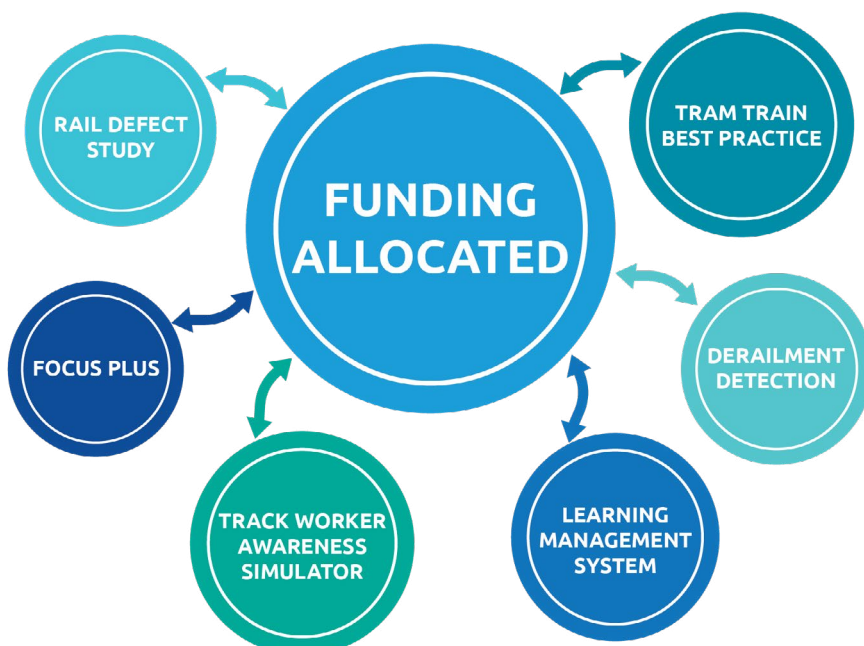 FUNDING
ALLOCATED
RAIL DEFECT
STUDY
TRAM TRAIN
BEST PRACTICE
FOCUS PLUS
DERAILMENT
DETECTION
TRACK WORKER
AWARENESS
SIMULATOR
LEARNING
MANAGEMENT
SYSTEM